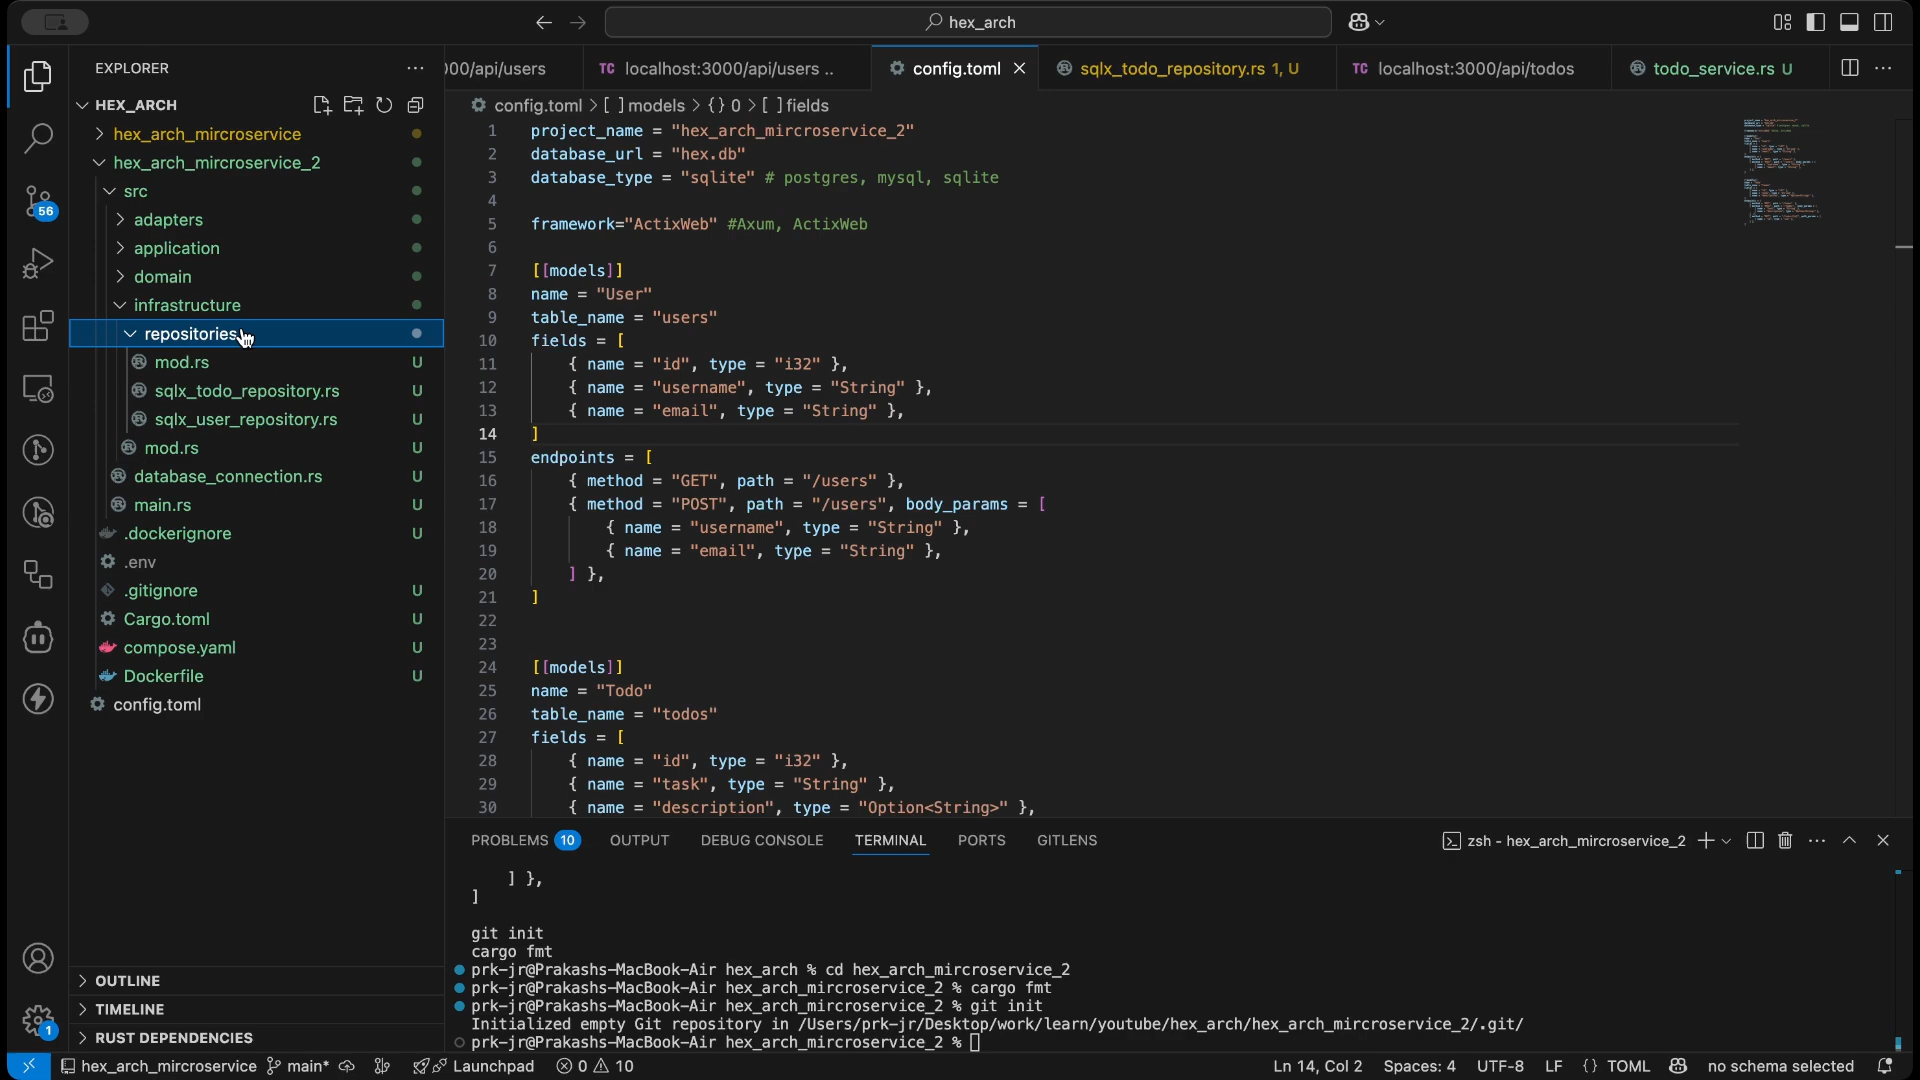 hex_arch
EXPLORER
00/api/users
TC localhost:3000/api/users ..
config.toml
sqlx_todo_repository.rs 1, U
TC localhost:3000/api/todos
todo_service.rs U
HEX_ARCH
config.toml > [ ] models > {} 0 > [ ] fields
hex_arch_mircroservice
hex_arch_mircroservice_2
src
adapters
application
domain
infrastructure
repositories
mod.rs U
sqlx_todo_repository.rs U
sqlx_user_repository.rs U
mod.rs U
database_connection.rs U
main.rs U
.dockerignore U
.env
.gitignore U
Cargo.toml U
compose.yaml U
Dockerfile U
config.toml
56
OUTLINE
TIMELINE
RUST DEPENDENCIES
1
1 project_name = "hex_arch_mircroservice_2"
2 database_url = "hex.db"
3 database_type = "sqlite" # postgres, mysql, sqlite
4
5 framework="ActixWeb" #Axum, ActixWeb
6
7 [[models]]
8 name = "User"
9 table_name = "users"
10 fields = [
11 { name = "id", type = "i32" },
12 { name = "username", type = "String" },
13 { name = "email", type = "String" },
14 ]
15 endpoints = [
16 { method = "GET", path = "/users" },
17 { method = "POST", path = "/users", body_params = [
18 { name = "username", type = "String" },
19 { name = "email", type = "String" },
20 ] },
21 ]
22
23
24 [[models]]
25 name = "Todo"
26 table_name = "todos"
27 fields = [
28 { name = "id", type = "i32" },
29 { name = "task", type = "String" },
30 { name = "description", type = "Option<String>" },
PROBLEMS 10 OUTPUT DEBUG CONSOLE TERMINAL PORTS GITLENS
zsh - hex_arch_mircroservice_2
] },
]
git init
cargo fmt
prk-jr@Prakashs-MacBook-Air hex_arch % cd hex_arch_mircroservice_2
prk-jr@Prakashs-MacBook-Air hex_arch_mircroservice_2 % cargo fmt
prk-jr@Prakashs-MacBook-Air hex_arch_mircroservice_2 % git init
Initialized empty Git repository in /Users/prk-jr/Desktop/work/learn/youtube/hex_arch/hex_arch_mircroservice_2/.git/
prk-jr@Prakashs-MacBook-Air hex_arch_mircroservice_2 %
hex_arch_mircroservice main* Launchpad 0 10
Ln 14, Col 2 Spaces: 4 UTF-8 LF {} TOML no schema selected